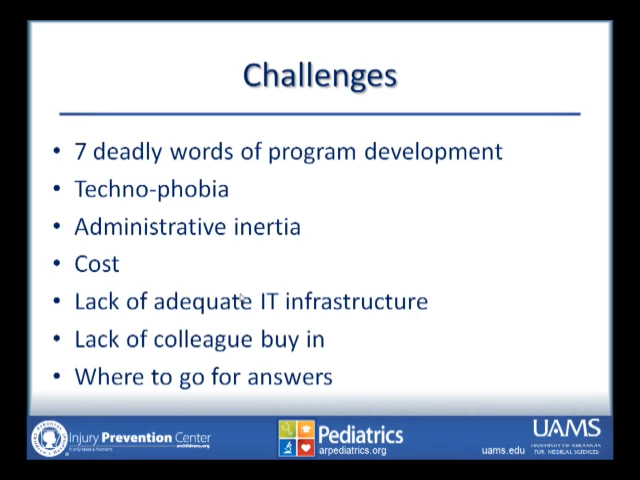 Challenges
• 7 deadly words of program development
• Techno-phobia
• Administrative inertia
• Cost
• Lack of adequate IT infrastructure
• Lack of colleague buy in
• Where to go for answers
Injury Prevention Center
Pediatrics
arpediatrics.org
uams.edu
UAMS
UNIVERSITY OF ARKANSAS
FOR MEDICAL SCIENCES